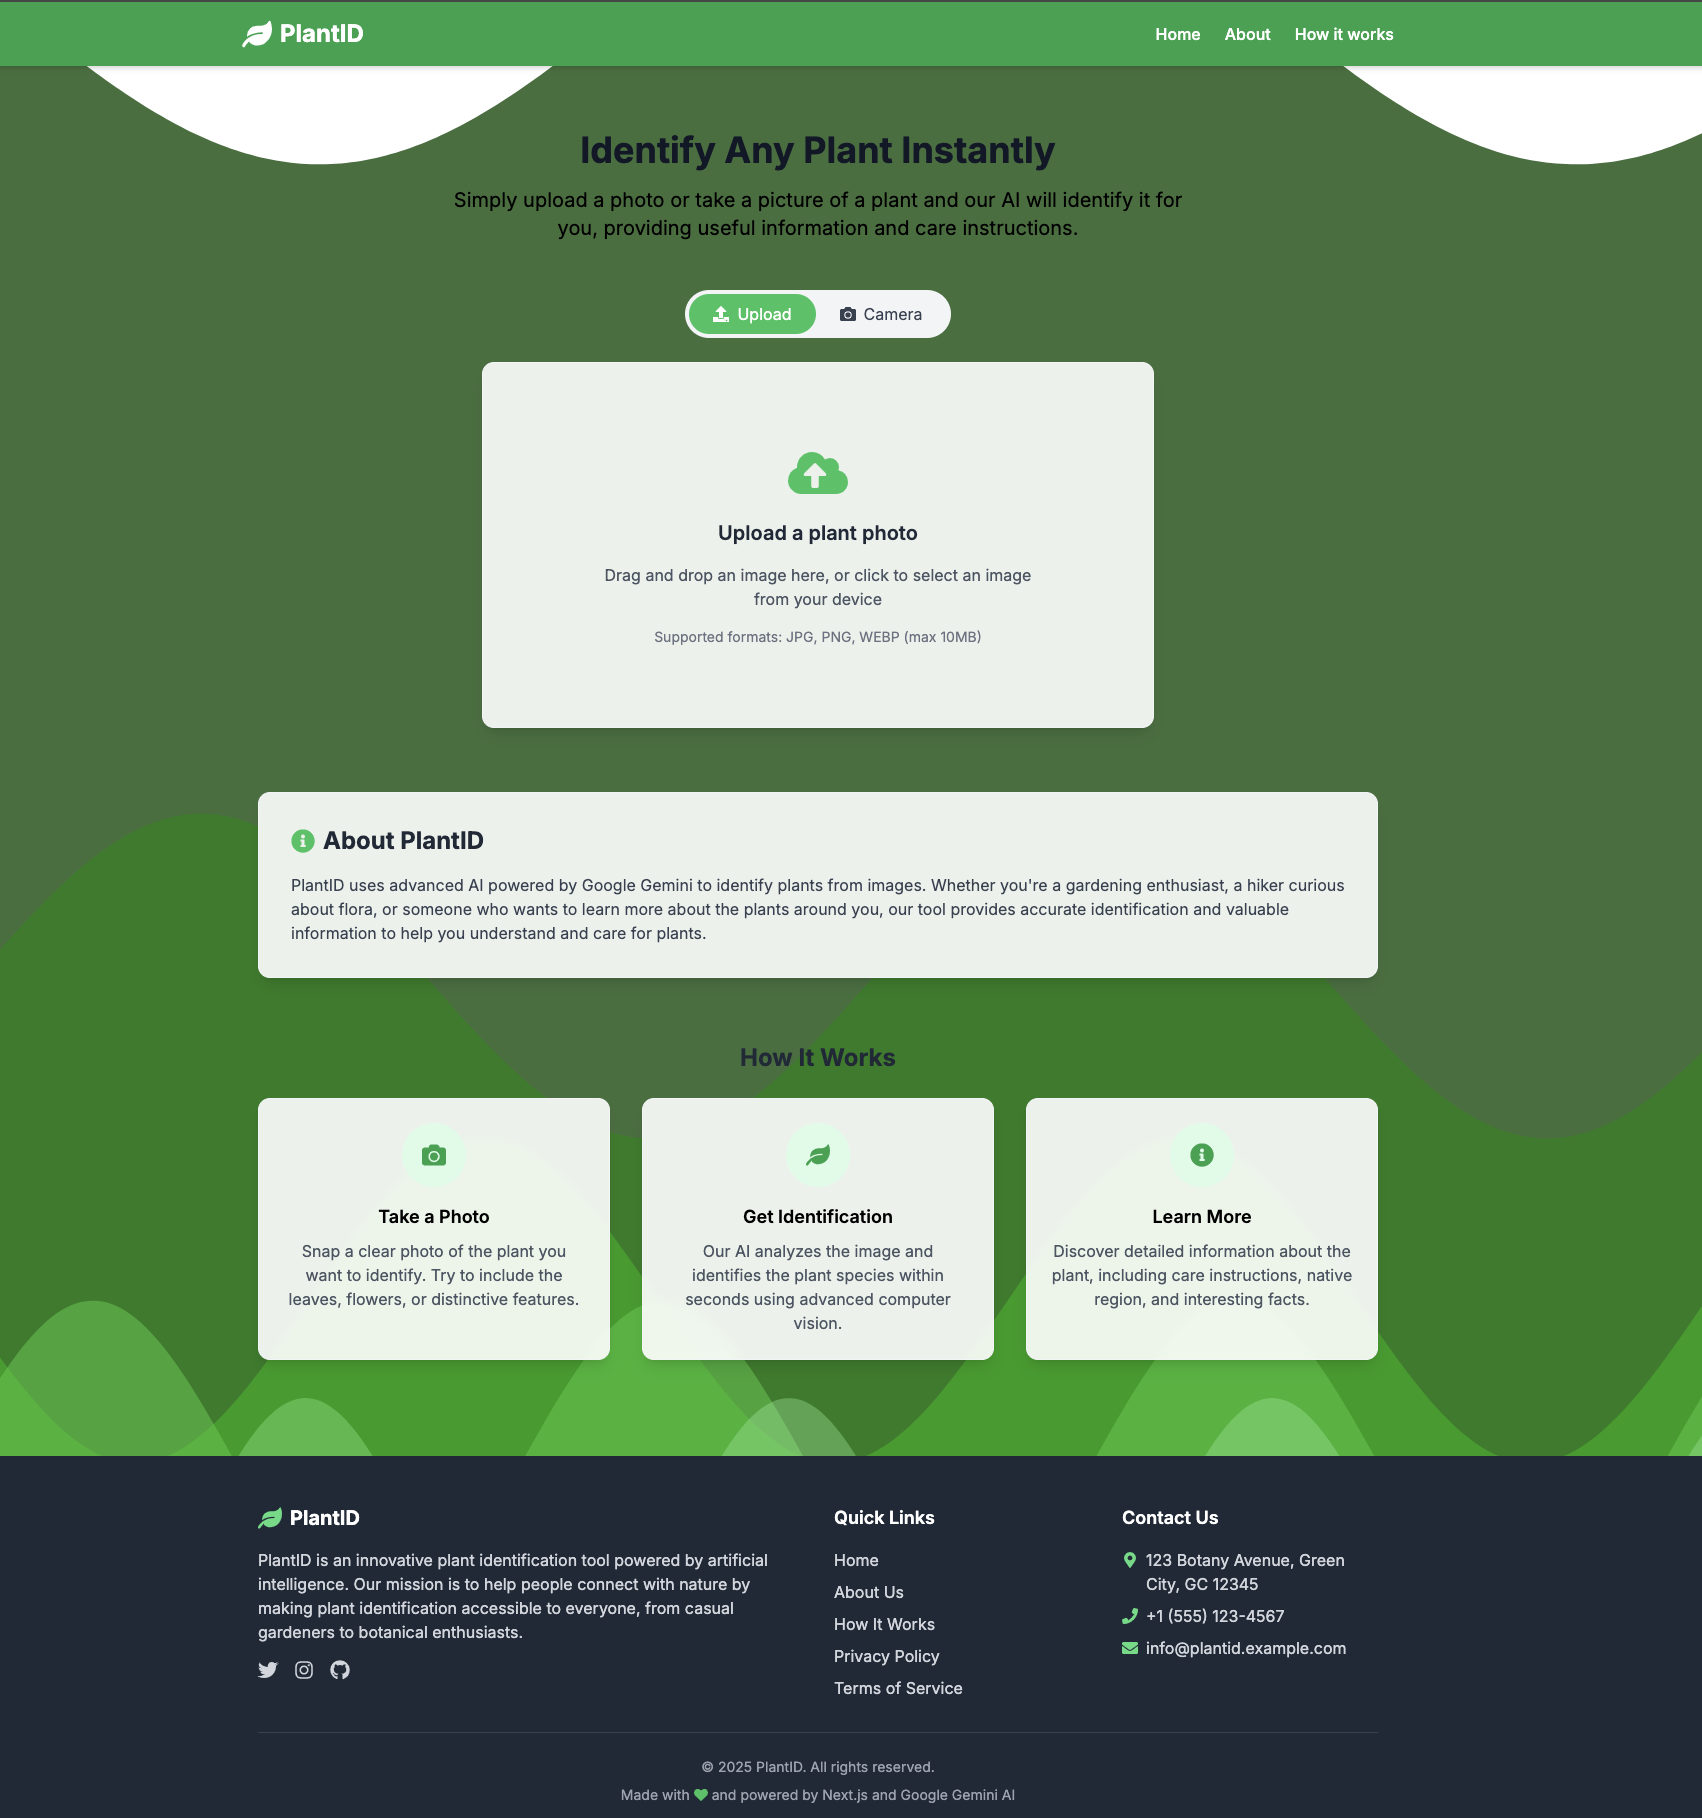 PlantID
Home About How it works
Identify Any Plant Instantly
Simply upload a photo or take a picture of a plant and our AI will identify it for
you, providing useful information and care instructions.
Upload Camera
Upload a plant photo
Drag and drop an image here, or click to select an image
from your device
Supported formats: JPG, PNG, WEBP (max 10MB)
About PlantID
PlantID uses advanced AI powered by Google Gemini to identify plants from images. Whether you're a gardening enthusiast, a hiker curious
about flora, or someone who wants to learn more about the plants around you, our tool provides accurate identification and valuable
information to help you understand and care for plants.
How It Works
Take a Photo
Snap a clear photo of the plant you
want to identify. Try to include the
leaves, flowers, or distinctive features.
Get Identification
Our AI analyzes the image and
identifies the plant species within
seconds using advanced computer
vision.
Learn More
Discover detailed information about the
plant, including care instructions, native
region, and interesting facts.
PlantID
PlantID is an innovative plant identification tool powered by artificial
intelligence. Our mission is to help people connect with nature by
making plant identification accessible to everyone, from casual
gardeners to botanical enthusiasts.
Quick Links
Home
About Us
How It Works
Privacy Policy
Terms of Service
Contact Us
123 Botany Avenue, Green
City, GC 12345
+1 (555) 123-4567
info@plantid.example.com
© 2025 PlantID. All rights reserved.
Made with and powered by Next.js and Google Gemini AI